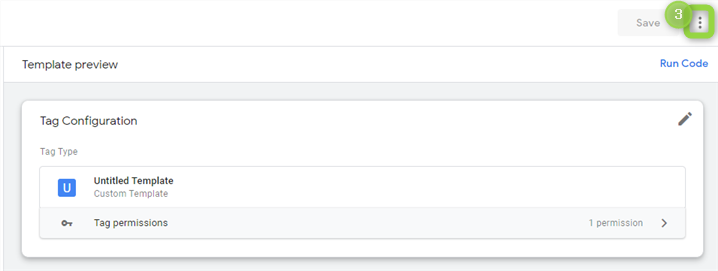 Save
3
Template preview
Run Code
Tag Configuration
Tag Type
U
Untitled Template
Custom Template
Tag permissions
1 permission